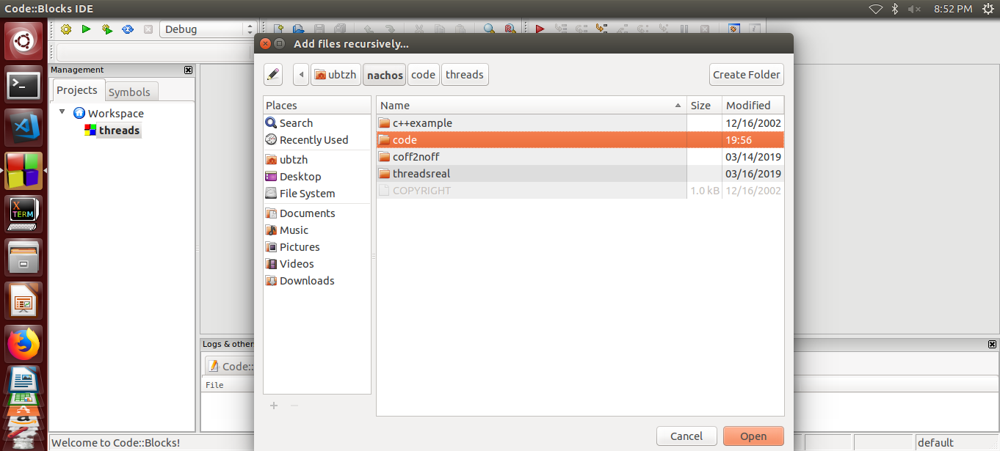 Code::Blocks IDE
8:52 PM
Debug
Add files recursively...
Management
Projects
Symbols
Workspace
threads
ubtzh
nachos
code
threads
Create Folder
Places
Search
Recently Used
ubtzh
Desktop
File System
Documents
Music
Pictures
Videos
Downloads
Name
Size
Modified
c++example
12/16/2002
code
19:56
coff2noff
03/14/2019
threadsreal
03/16/2019
COPYRIGHT
1.0 kB
12/16/2002
X
TERM
Logs & other
Code::
File
Cancel
Open
Welcome to Code::Blocks!
default